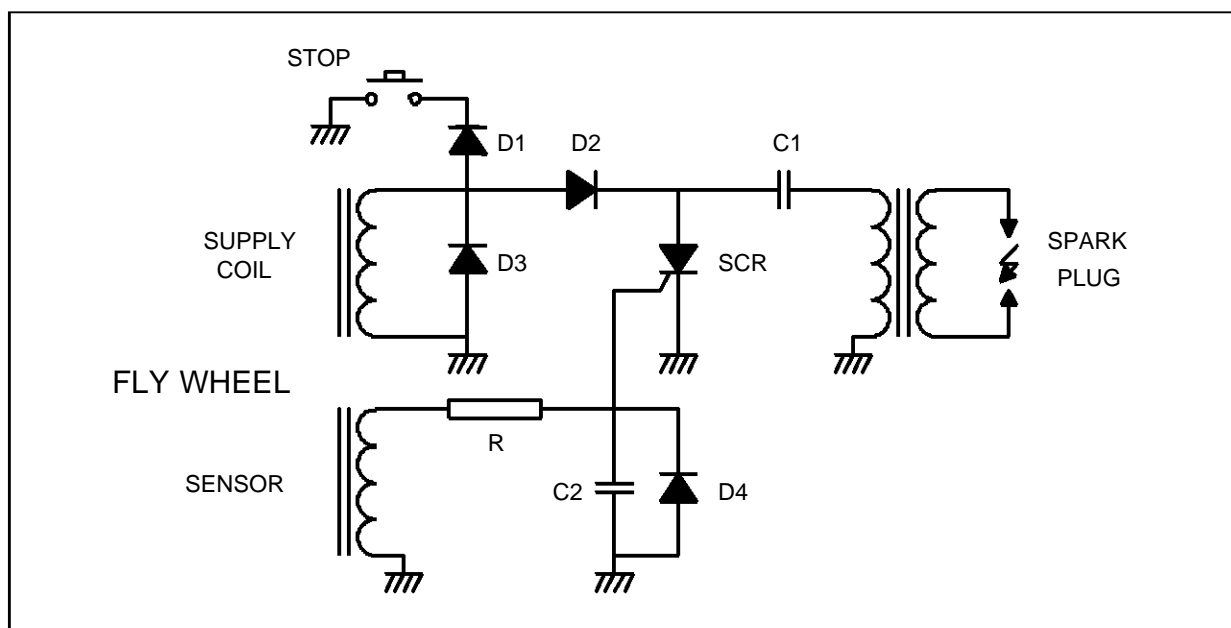 STOP
D1
D2
C1
SUPPLY
COIL
D3
SCR
SPARK
PLUG
FLY WHEEL
R
SENSOR
C2
D4